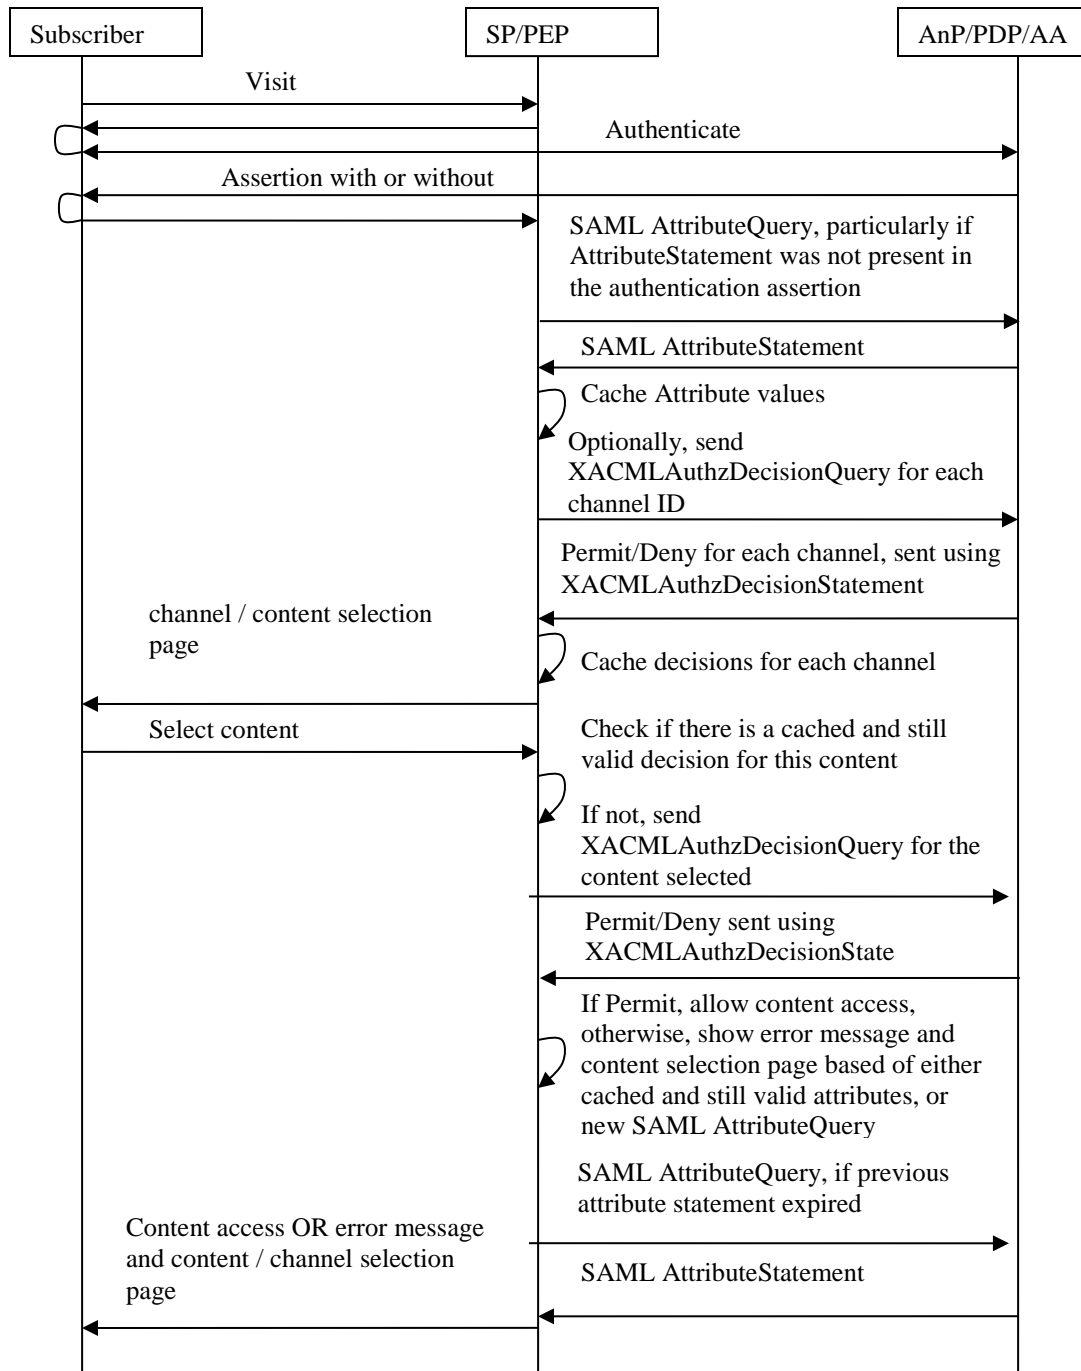 Subscriber
SP/PEP
AnP/PDP/AA
Visit
Authenticate
Assertion with or without
SAML AttributeQuery, particularly if
AttributeStatement was not present in
the authentication assertion
SAML AttributeStatement
Cache Attribute values
Optionally, send
XACMLAuthzDecisionQuery for each
channel ID
Permit/Deny for each channel, sent using
XACMLAuthzDecisionStatement
channel / content selection
page
Cache decisions for each channel
Select content
Check if there is a cached and still
valid decision for this content
If not, send
XACMLAuthzDecisionQuery for the
content selected
Permit/Deny sent using
XACMLAuthzDecisionState
If Permit, allow content access,
otherwise, show error message and
content selection page based of either
cached and still valid attributes, or
new SAML AttributeQuery
SAML AttributeQuery, if previous
attribute statement expired
Content access OR error message
and content / channel selection
page
SAML AttributeStatement